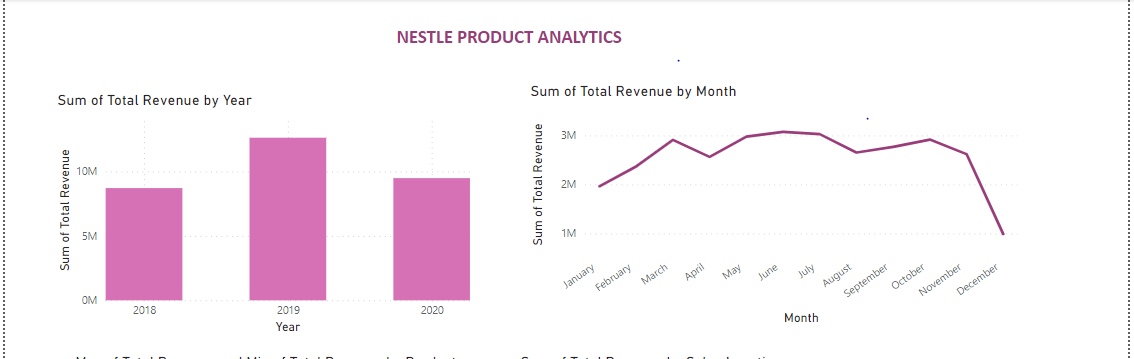 NESTLE PRODUCT ANALYTICS
Sum of Total Revenue by Year
Sum of Total Revenue
10M
5M
0M
2018 2019 2020
Year
Sum of Total Revenue by Month
Sum of Total Revenue
3M
2M
1M
January February March April May June July August September October November December
Month